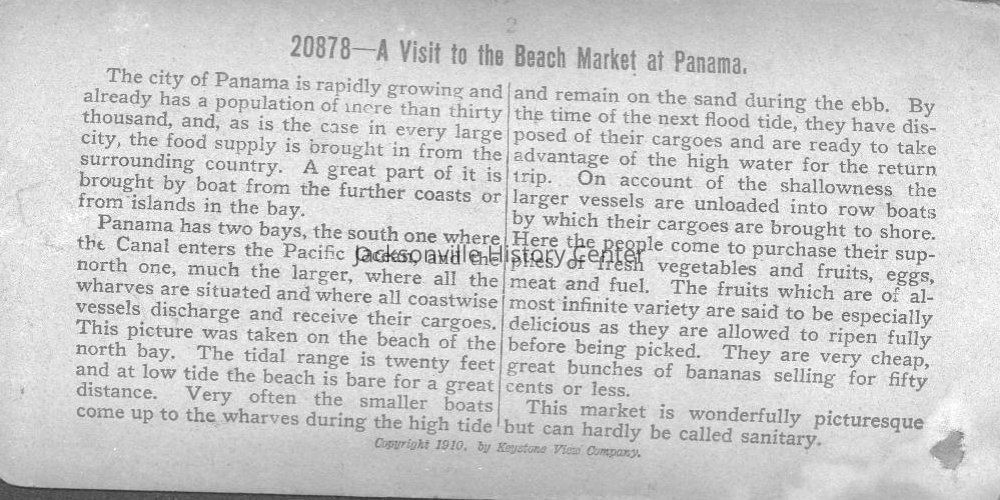 20878—A Visit to the Beach Market at Panama.
The city of Panama is rapidly growing and
already has a population of more than thirty
thousand, and, as is the case in every large
city, the food supply is brought in from the
surrounding country. A great part of it is
brought by boat from the further coasts or
from islands in the bay.
Panama has two bays, the south one where
the Canal enters the Pacific Ocean, and the
north one, much the larger, where all the
wharves are situated and where all coastwise
vessels discharge and receive their cargoes.
This picture was taken on the beach of the
north bay. The tidal range is twenty feet
and at low tide the beach is bare for a great
distance. Very often the smaller boats
come up to the wharves during the high tide
and remain on the sand during the ebb. By
the time of the next flood tide, they have dis-
posed of their cargoes and are ready to take
advantage of the high water for the return
trip. On account of the shallowness the
larger vessels are unloaded into row boats
by which their cargoes are brought to shore.
Here the people come to purchase their sup-
plies of fresh vegetables and fruits, eggs,
meat and fuel. The fruits which are of al-
most infinite variety are said to be especially
delicious as they are allowed to ripen fully
before being picked. They are very cheap,
great bunches of bananas selling for fifty
cents or less.
This market is wonderfully picturesque
but can hardly be called sanitary.
Copyright 1910, by Keystone View Company.
Jacksonville History Center